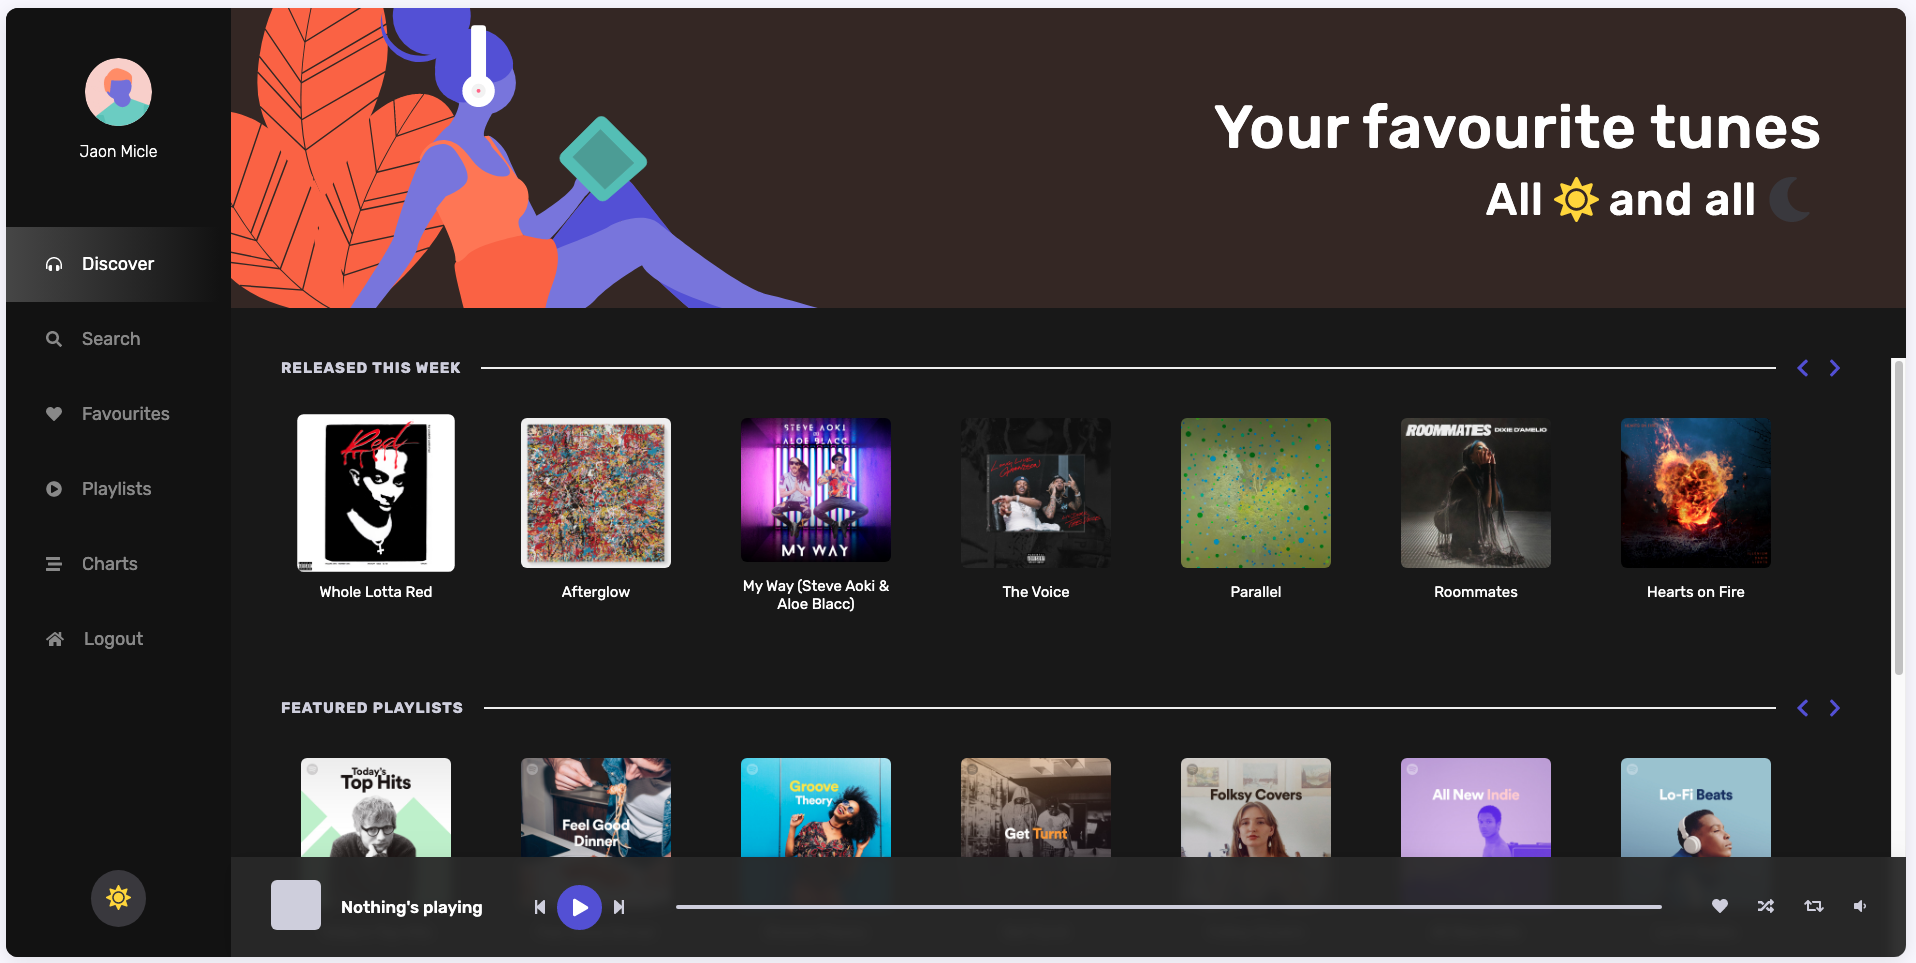 Jaon Micle
Discover
Search
Favourites
Playlists
Charts
Logout
Your favourite tunes
All and all
RELEASED THIS WEEK
Red
STEVE AOKI
ALOE BLACC
MY WAY
ROOMMATES DIXIE D'AMELIO
Whole Lotta Red
Afterglow
My Way (Steve Aoki &
Aloe Blacc)
The Voice
Parallel
Roommates
Hearts on Fire
FEATURED PLAYLISTS
Today's
Top Hits
Feel Good
Dinner
Groove
Theory
Get Turnt
Folksy Covers
All New Indie
Lo-Fi Beats
Nothing's playing